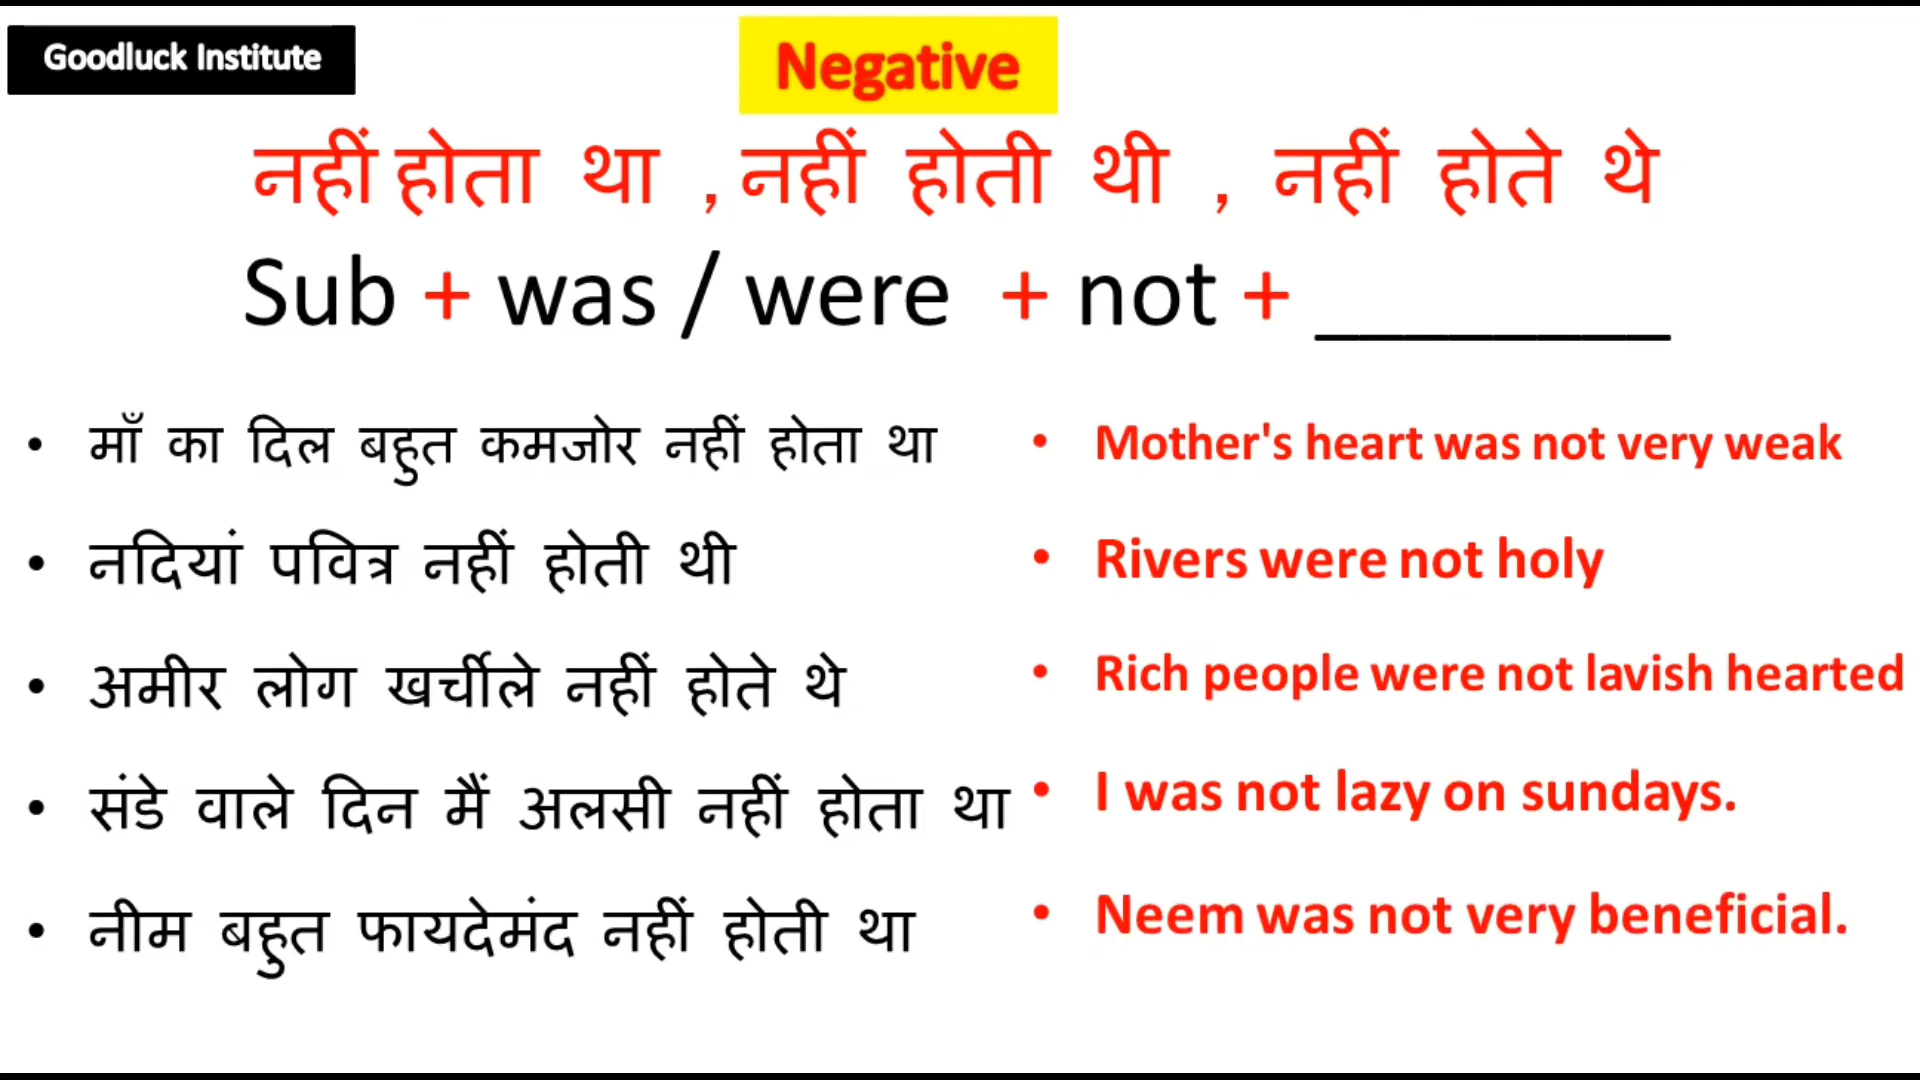 Goodluck Institute
Negative
नहीं होता था , नहीं होती थी , नहीं होते थे
Sub + was / were + not + ________
• माँ का दिल बहुत कमजोर नहीं होता था
• Mother's heart was not very weak
• नदियां पवित्र नहीं होती थी
• Rivers were not holy
• अमीर लोग खर्चीले नहीं होते थे
• Rich people were not lavish hearted
• संडे वाले दिन मैं अलसी नहीं होता था
• I was not lazy on sundays.
• नीम बहुत फायदेमंद नहीं होती था
• Neem was not very beneficial.